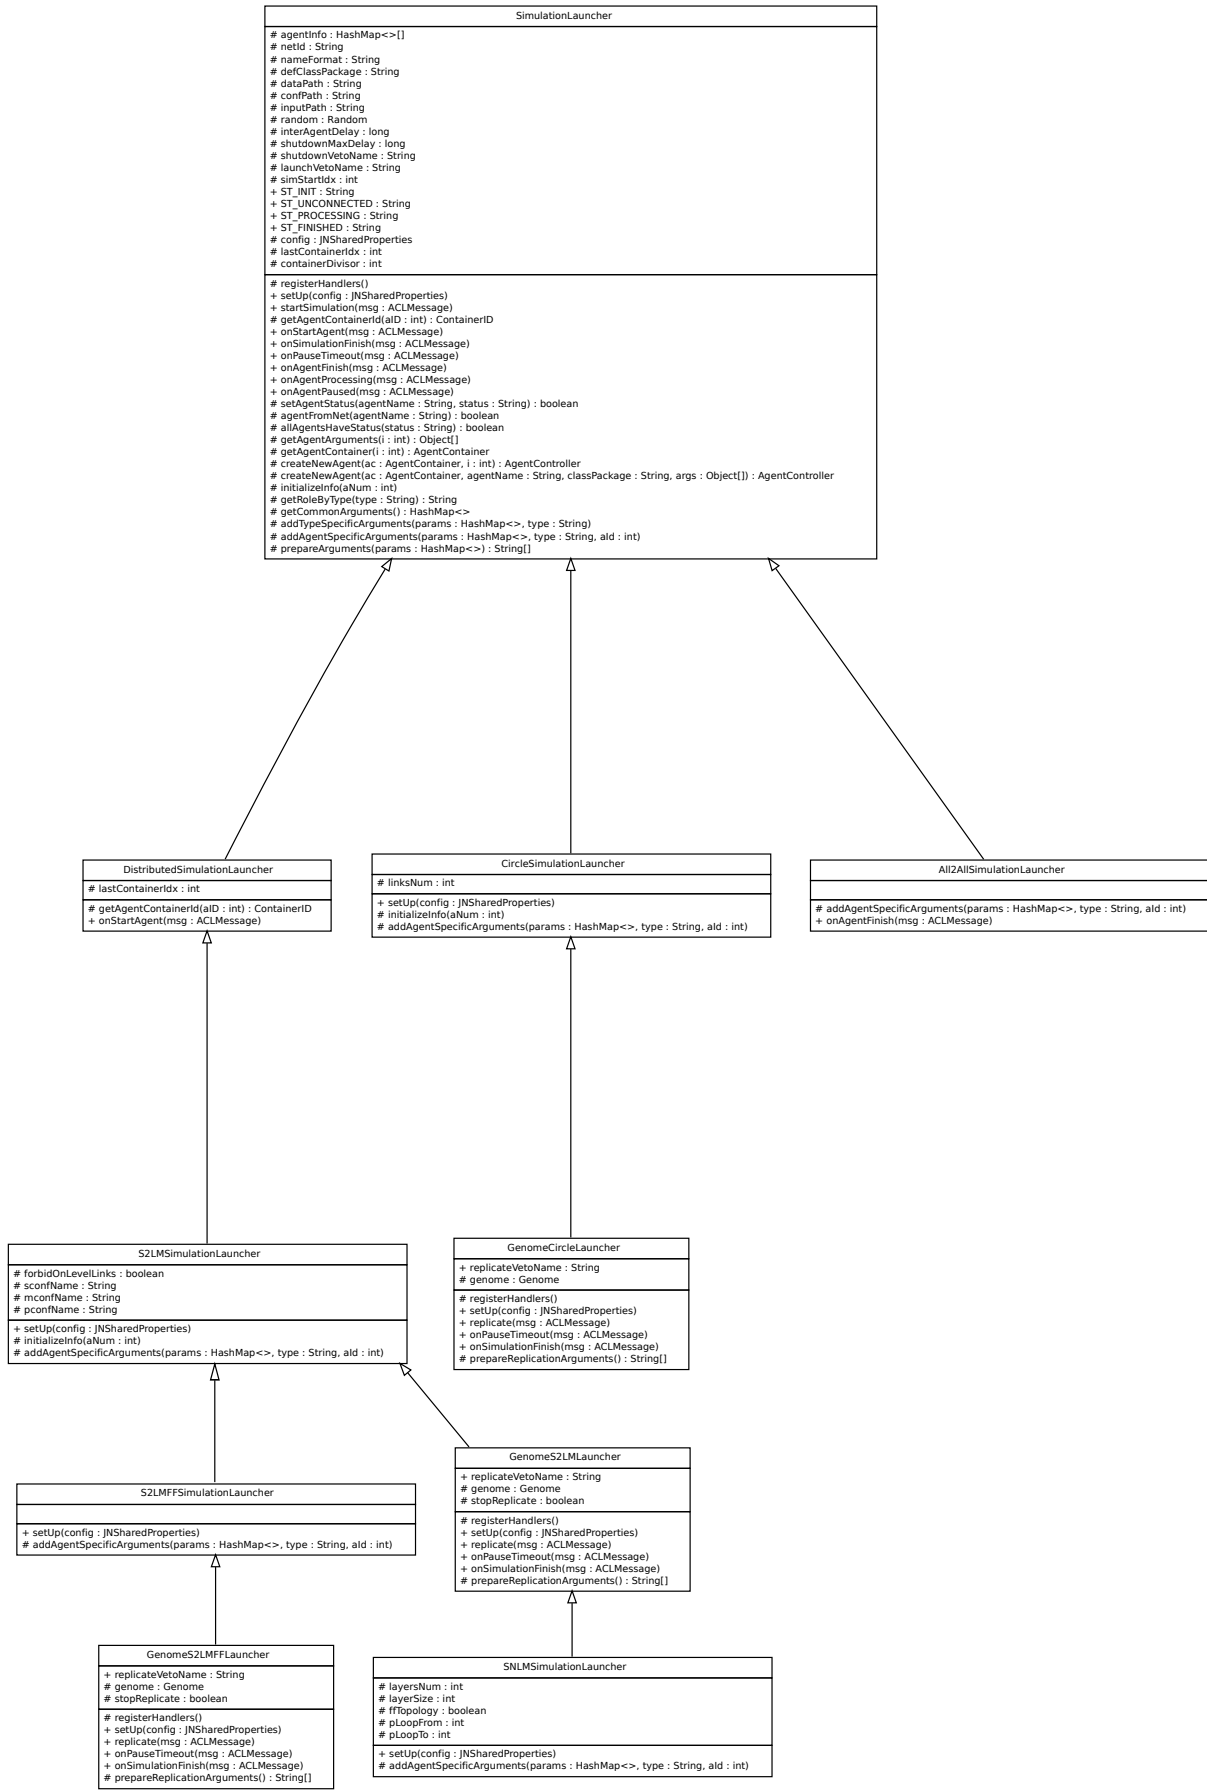 SimulationLauncher
# agentInfo : HashMap<>[]
# netId : String
# nameFormat : String
# defClassPackage : String
# dataPath : String
# confPath : String
# inputPath : String
# random : Random
# interAgentDelay : long
# shutdownMaxDelay : long
# shutdownVetoName : String
# launchVetoName : String
# simStartIdx : int
+ ST_INIT : String
+ ST_UNCONNECTED : String
+ ST_PROCESSING : String
+ ST_FINISHED : String
# config : JNSharedProperties
# lastContainerIdx : int
# containerDivisor : int
# registerHandlers()
+ setUp(config : JNSharedProperties)
+ startSimulation(msg : ACLMessage)
# getAgentContainerId(aID : int) : ContainerID
+ onStartAgent(msg : ACLMessage)
+ onSimulationFinish(msg : ACLMessage)
+ onPauseTimeout(msg : ACLMessage)
+ onAgentFinish(msg : ACLMessage)
+ onAgentProcessing(msg : ACLMessage)
+ onAgentPaused(msg : ACLMessage)
# setAgentStatus(agentName : String, status : String) : boolean
# agentFromNet(agentName : String) : boolean
# allAgentsHaveStatus(status : String) : boolean
# getAgentArguments(i : int) : Object[]
# getAgentContainer(i : int) : AgentContainer
# createNewAgent(ac : AgentContainer, i : int) : AgentController
# createNewAgent(ac : AgentContainer, agentName : String, classPackage : String, args : Object[]) : AgentController
# initializeInfo(aNum : int)
# getRoleByType(type : String) : String
# getCommonArguments() : HashMap<>
# addTypeSpecificArguments(params : HashMap<>, type : String)
# addAgentSpecificArguments(params : HashMap<>, type : String, aId : int)
# prepareArguments(params : HashMap<>) : String[]
DistributedSimulationLauncher
# lastContainerIdx : int
# getAgentContainerId(aID : int) : ContainerID
+ onStartAgent(msg : ACLMessage)
CircleSimulationLauncher
# linksNum : int
+ setUp(config : JNSharedProperties)
# initializeInfo(aNum : int)
# addAgentSpecificArguments(params : HashMap<>, type : String, aId : int)
All2AllSimulationLauncher
# addAgentSpecificArguments(params : HashMap<>, type : String, aId : int)
+ onAgentFinish(msg : ACLMessage)
S2LMSimulationLauncher
# forbidOnLevelLinks : boolean
# sconfName : String
# mconfName : String
# pconfName : String
+ setUp(config : JNSharedProperties)
# initializeInfo(aNum : int)
# addAgentSpecificArguments(params : HashMap<>, type : String, aId : int)
GenomeCircleLauncher
+ replicateVetoName : String
# genome : Genome
# registerHandlers()
+ setUp(config : JNSharedProperties)
+ replicate(msg : ACLMessage)
+ onPauseTimeout(msg : ACLMessage)
+ onSimulationFinish(msg : ACLMessage)
# prepareReplicationArguments() : String[]
S2LMFFSimulationLauncher
+ setUp(config : JNSharedProperties)
# addAgentSpecificArguments(params : HashMap<>, type : String, aId : int)
GenomeS2LMLauncher
+ replicateVetoName : String
# genome : Genome
# stopReplicate : boolean
# registerHandlers()
+ setUp(config : JNSharedProperties)
+ replicate(msg : ACLMessage)
+ onPauseTimeout(msg : ACLMessage)
+ onSimulationFinish(msg : ACLMessage)
# prepareReplicationArguments() : String[]
GenomeS2LMFFLauncher
+ replicateVetoName : String
# genome : Genome
# stopReplicate : boolean
# registerHandlers()
+ setUp(config : JNSharedProperties)
+ replicate(msg : ACLMessage)
+ onPauseTimeout(msg : ACLMessage)
+ onSimulationFinish(msg : ACLMessage)
# prepareReplicationArguments() : String[]
SNLMSimulationLauncher
# layersNum : int
# layerSize : int
# ffTopology : boolean
# pLoopFrom : int
# pLoopTo : int
+ setUp(config : JNSharedProperties)
# addAgentSpecificArguments(params : HashMap<>, type : String, aId : int)